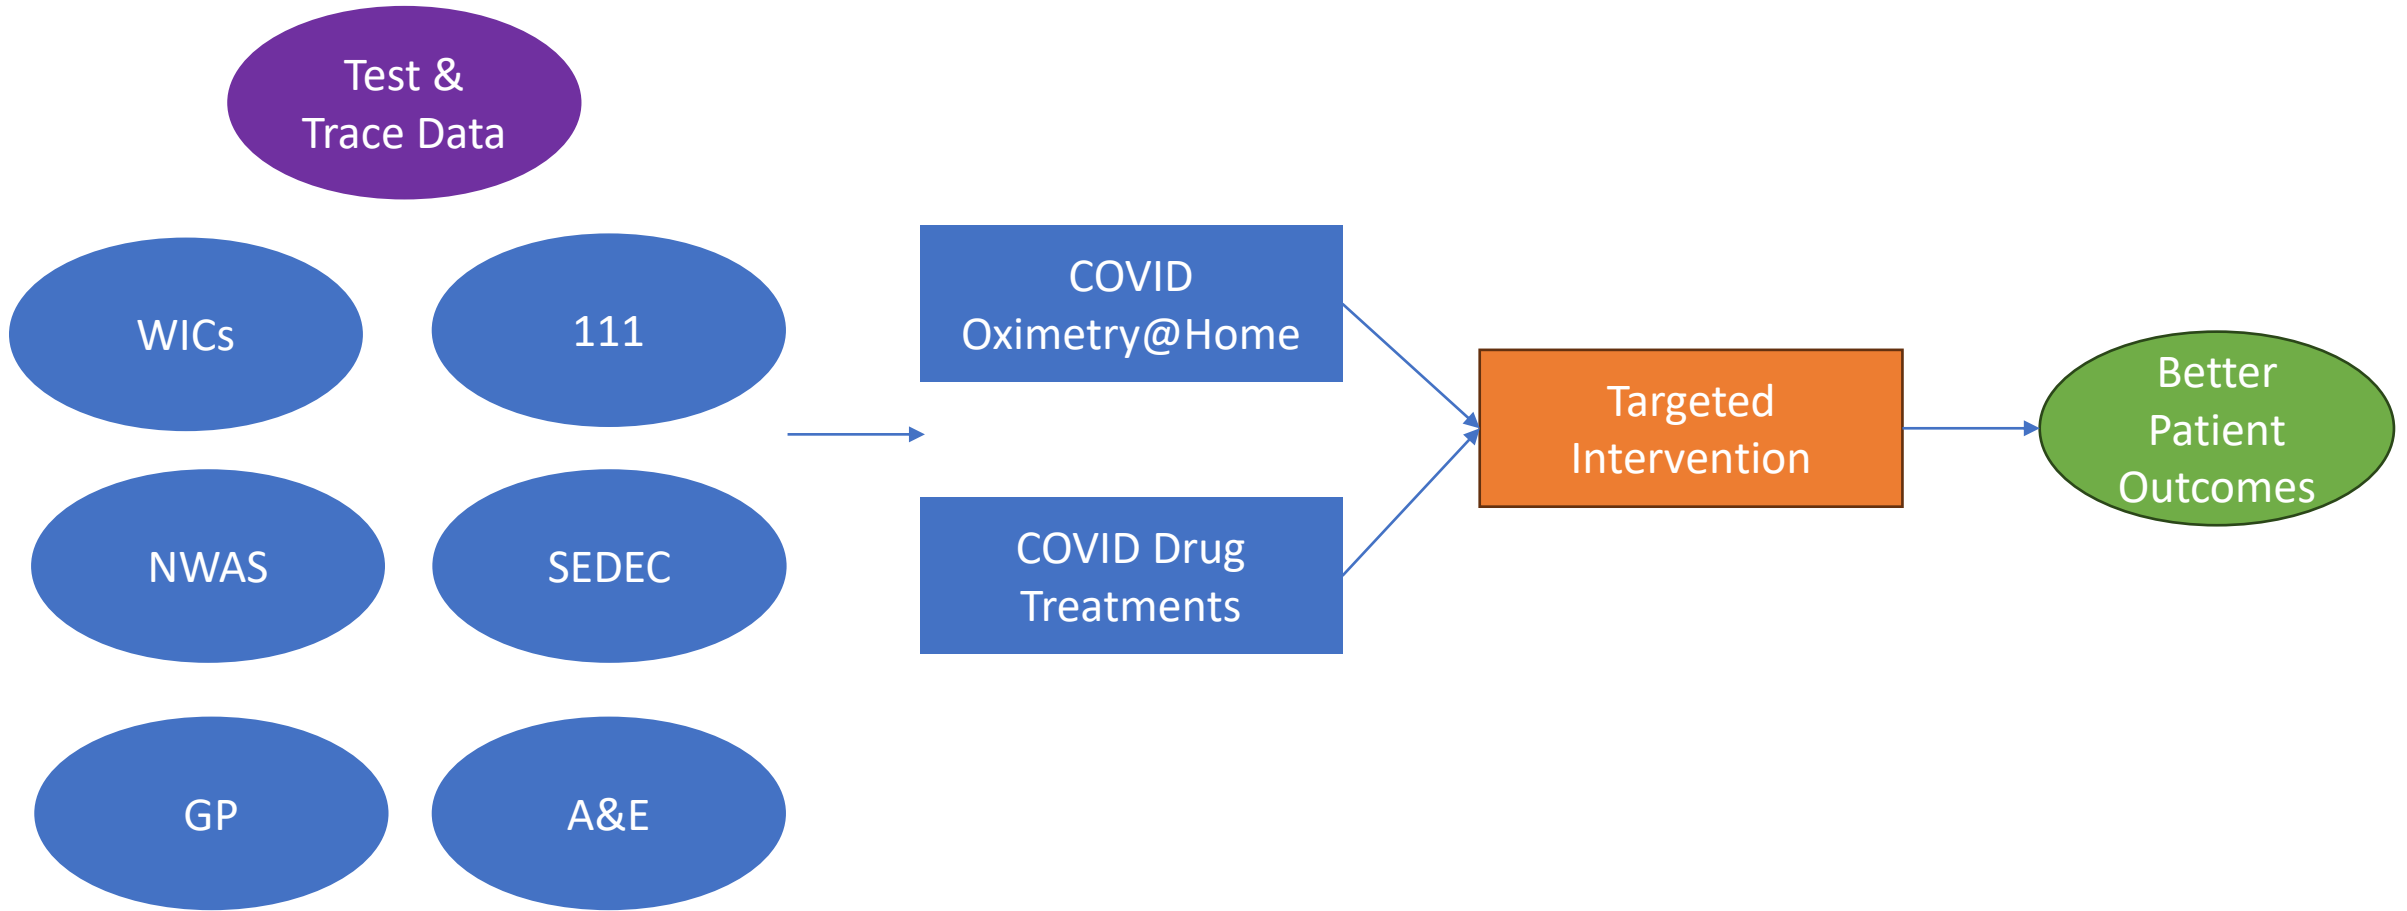 Test &
Trace Data
WICs
111
NWAS
SEDEC
GP
A&E
COVID
Oximetry@Home
COVID Drug
Treatments
Targeted
Intervention
Better
Patient
Outcomes